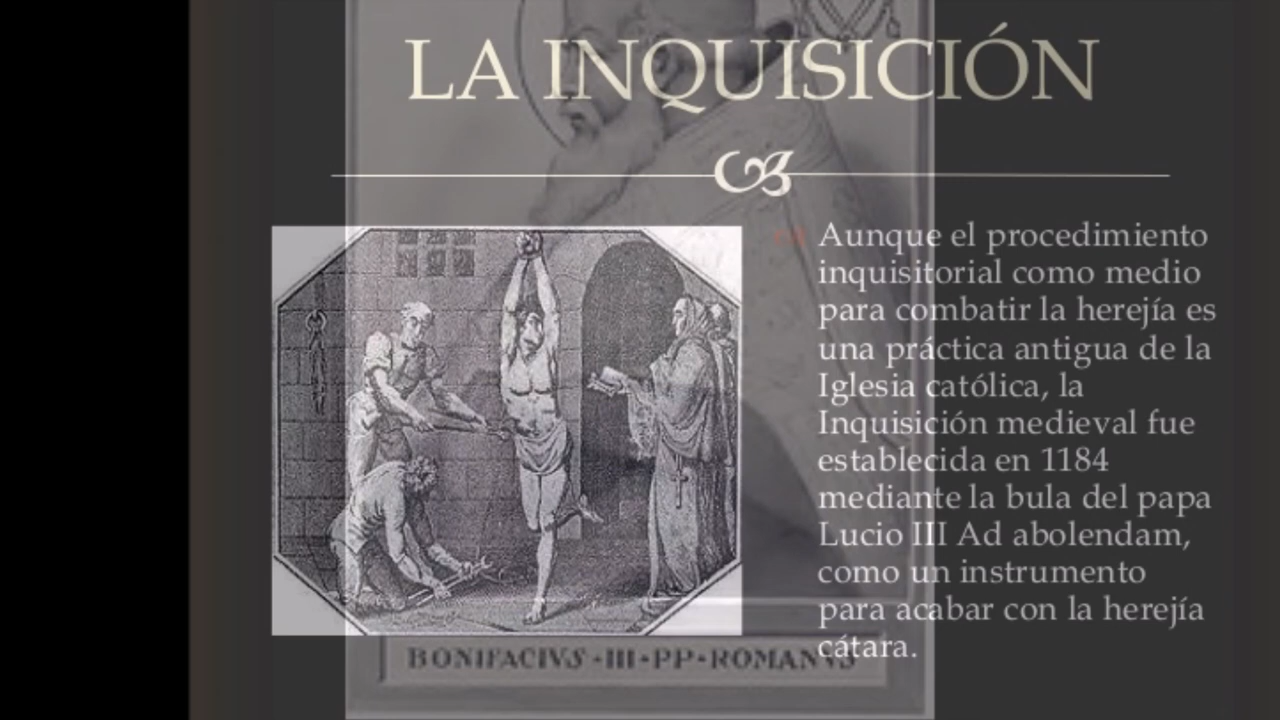 LA INQUISICIÓN
Aunque el procedimiento
inquisitorial como medio
para combatir la herejía es
una práctica antigua de la
Iglesia católica, la
Inquisición medieval fue
establecida en 1184
mediante la bula del papa
Lucio III Ad abolendam,
como un instrumento
para acabar con la herejía
cátara.
BONIFACIVS·III·PP·ROMANVS